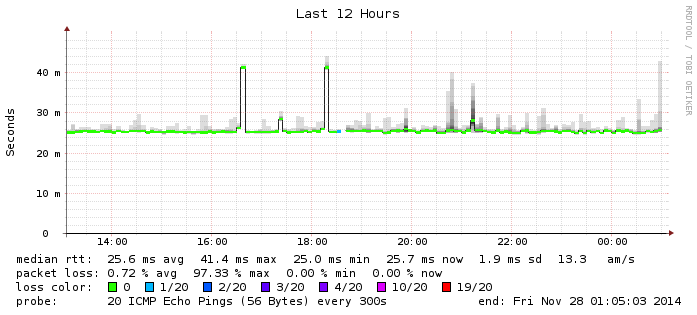 Last 12 Hours
RRDTOOL / TOBI OETIKER
Seconds
40 m
30 m
20 m
10 m
0
14:00 16:00 18:00 20:00 22:00 00:00
median rtt: 25.6 ms avg 41.4 ms max 25.0 ms min 25.7 ms now 1.9 ms sd 13.3 am/s
packet loss: 0.72 % avg 97.33 % max 0.00 % min 0.00 % now
loss color: 0 1/20 2/20 3/20 4/20 10/20 19/20
probe: 20 ICMP Echo Pings (56 Bytes) every 300s end: Fri Nov 28 01:05:03 2014